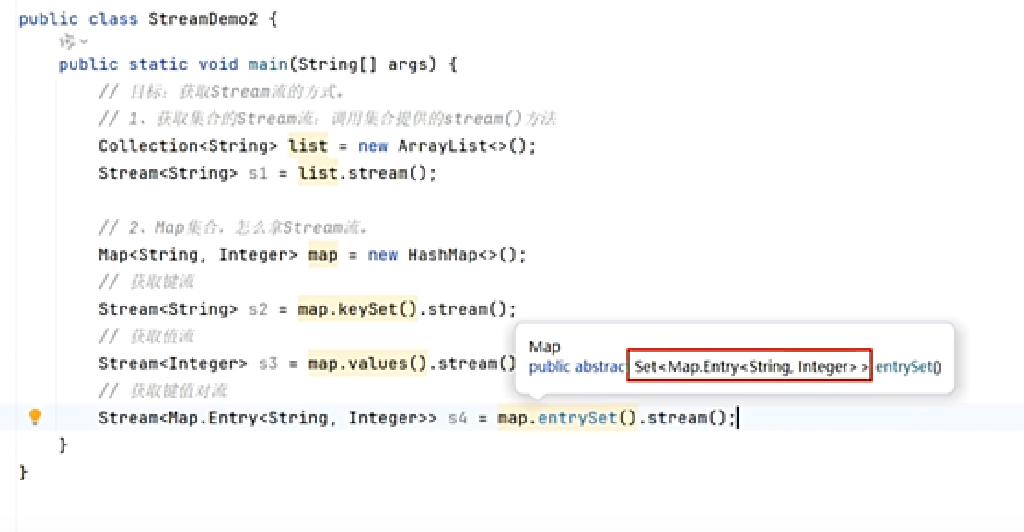 public class StreamDemo2 {
public static void main(String[] args) {
// 目标：获取Stream流的方式。
// 1、获取集合的Stream流：调用集合提供的stream()方法
Collection<String> list = new ArrayList<>();
Stream<String> s1 = list.stream();
// 2、Map集合，怎么拿Stream流。
Map<String, Integer> map = new HashMap<>();
// 获取键流
Stream<String> s2 = map.keySet().stream();
// 获取值流
Map
public abstrac Set<Map.Entry<String, Integer> > entrySet()
Stream<Integer> s3 = map.values().stream()
// 获取键值对流
Stream<Map.Entry<String, Integer>> s4 = map.entrySet().stream();
}
}